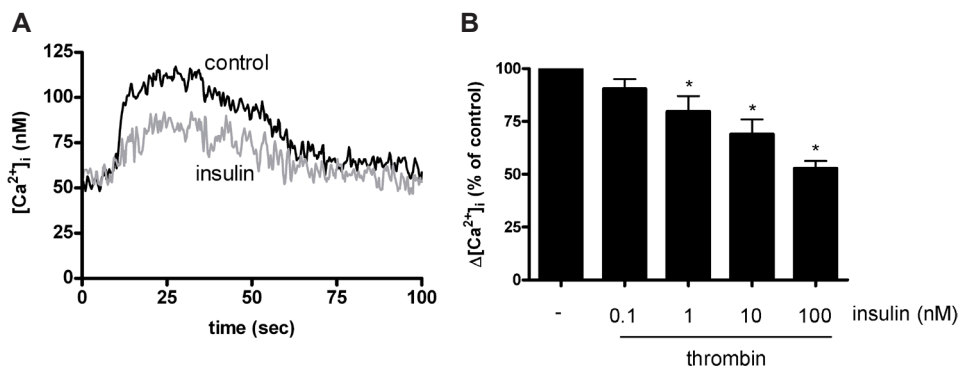 A
125
100
75
50
25
0
[Ca²⁺]ᵢ (nM)
control
insulin
0 25 50 75 100
time (sec)
B
100
75
50
25
0
Δ[Ca²⁺]ᵢ (% of control)
* * * *
- 0.1 1 10 100 insulin (nM)
thrombin